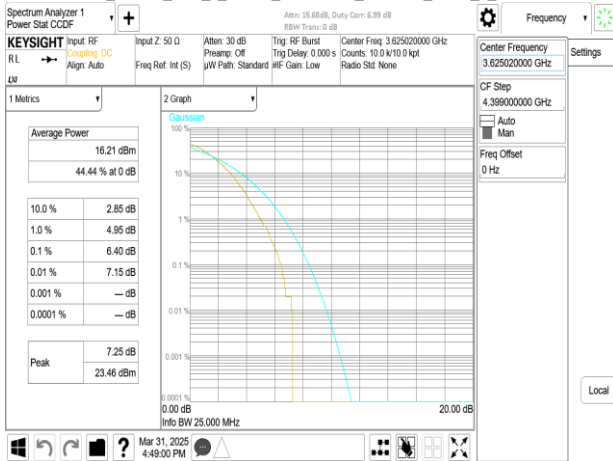 Spectrum Analyzer 1
Power Stat CCDF
Attn: 15.68dB, Duty Corr: 6.99 dB
RBW Trans: 0 dB
Frequency
KEYSIGHT
RL
Input: RF
Coupling: DC
Align: Auto
Input Z: 50 Ω
Freq Ref: Int (S)
Atten: 30 dB
Preamp: Off
µW Path: Standard
Trig: RF Burst
Trig Delay: 0.000 s
#IF Gain: Low
Center Freq: 3.625020000 GHz
Counts: 10.0 k/10.0 kpt
Radio Std: None
Center Frequency
3.625020000 GHz
Settings
CF Step
4.399000000 GHz
Auto
Man
Freq Offset
0 Hz
1 Metrics
2 Graph
Average Power
16.21 dBm
44.44 % at 0 dB
10.0 % 2.85 dB
1.0 % 4.95 dB
0.1 % 6.40 dB
0.01 % 7.15 dB
0.001 % --- dB
0.0001 % --- dB
Peak
7.25 dB
23.46 dBm
Gaussian
100 %
10 %
1 %
0.1 %
0.01 %
0.001 %
0.0001 %
0.00 dB
20.00 dB
Info BW 25.000 MHz
Local
?
Mar 31, 2025
4:49:00 PM